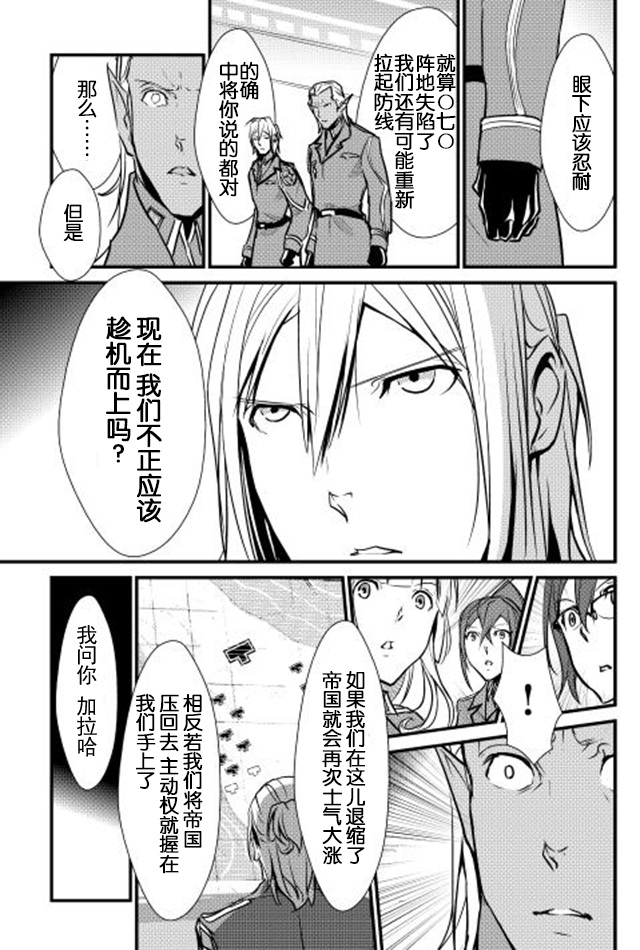 眼下应该忍耐
就算〇七〇
阵地失陷了
我们还有可能重新
拉起防线
的确
中将你说的都对
那么……
但是
现在 我们不正应该
趁机而上吗?
!
如果我们在这儿退缩了
帝国就会再次士气大涨
相反若我们将帝国
压回去 主动权就握在
我们手上了
我问你 加拉哈